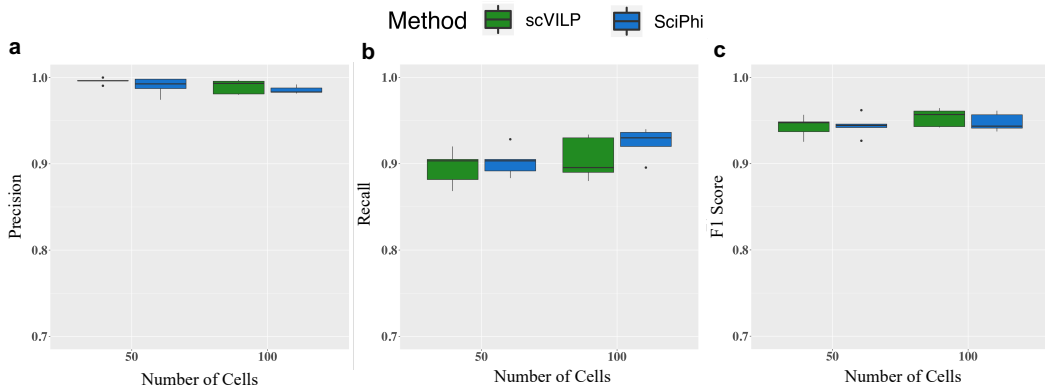 Method scVILP SciPhi
a
1.0
0.9
0.8
0.7
Precision
50 100
Number of Cells
b
1.0
0.9
0.8
0.7
Recall
50 100
Number of Cells
c
1.0
0.9
0.8
0.7
F1 Score
50 100
Number of Cells